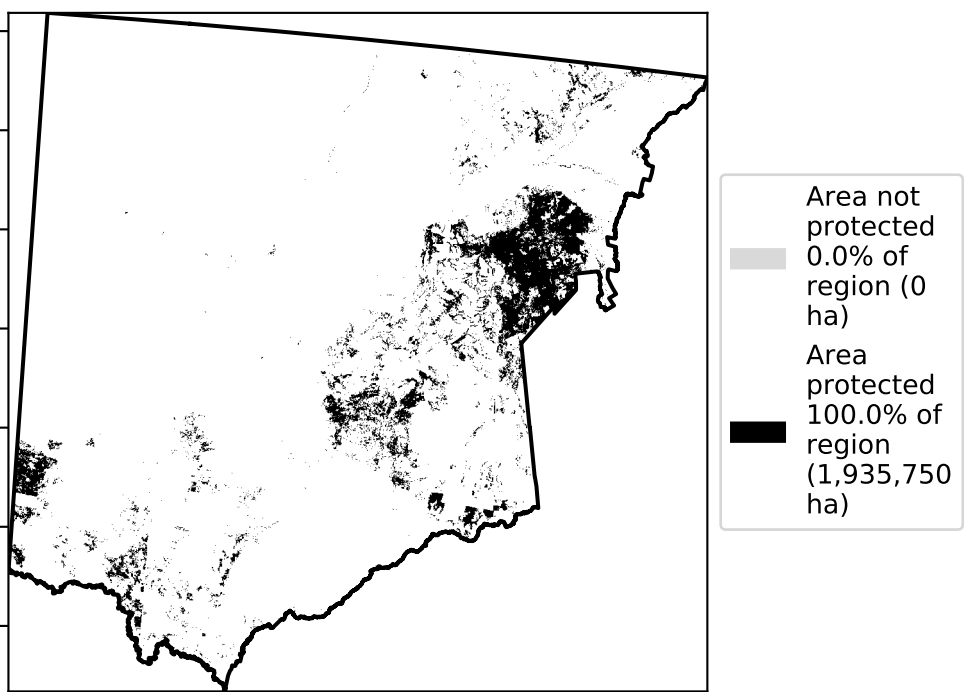 Area not
protected
0.0% of
region (0
ha)
Area
protected
100.0% of
region
(1,935,750
ha)